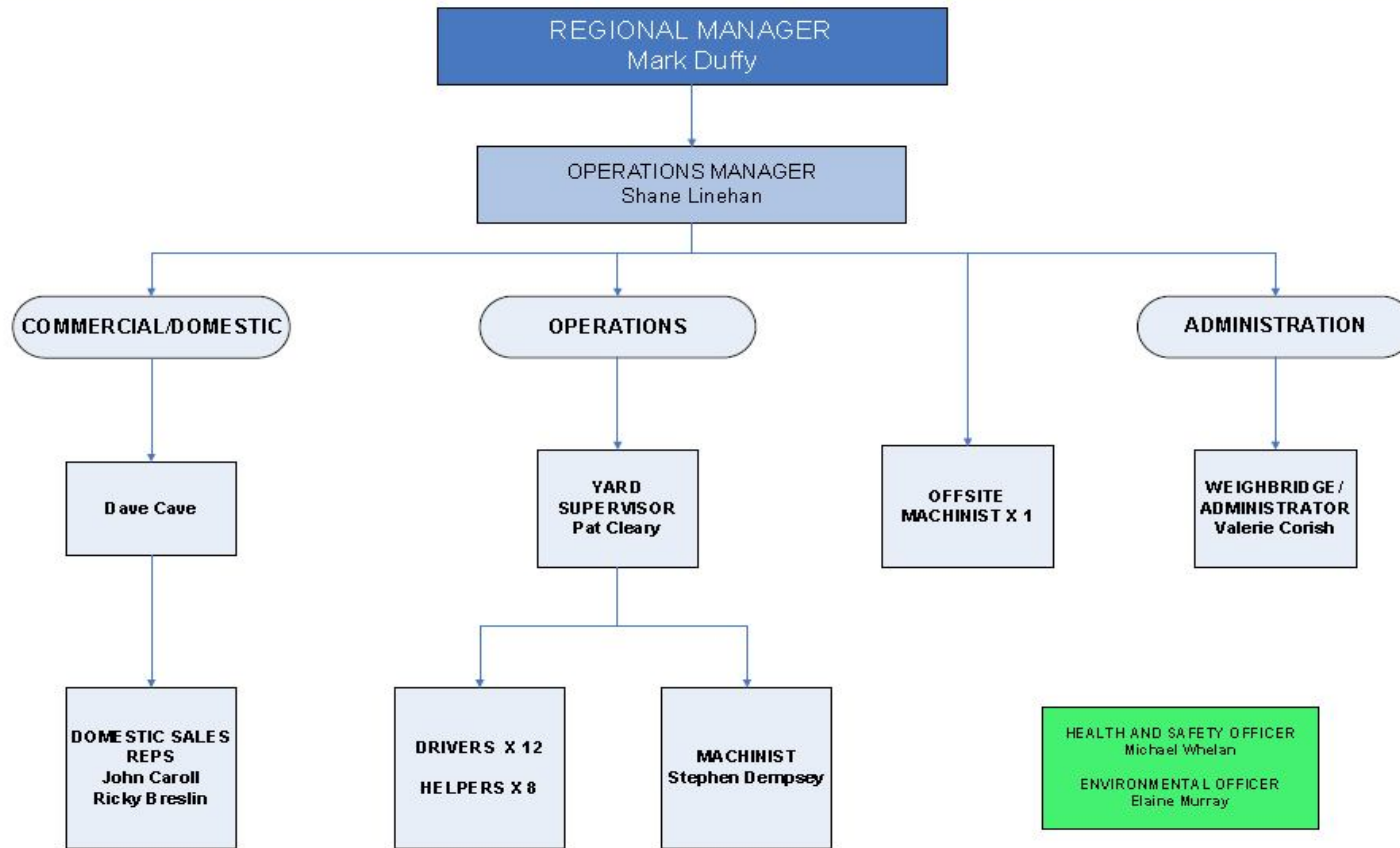 REGIONAL MANAGER
Mark Duffy
OPERATIONS MANAGER
Shane Linehan
COMMERCIAL/DOMESTIC
OPERATIONS
ADMINISTRATION
Dave Cave
YARD
SUPERVISOR
Pat Cleary
OFFSITE
MACHINIST X 1
WEIGHBRIDGE/
ADMINISTRATOR
Valerie Corish
DOMESTIC SALES
REPS
John Caroll
Ricky Breslin
DRIVERS X 12
HELPERS X 8
MACHINIST
Stephen Dempsey
HEALTH AND SAFETY OFFICER
Michael Whelan
ENVIRONMENTAL OFFICER
Elaine Murray